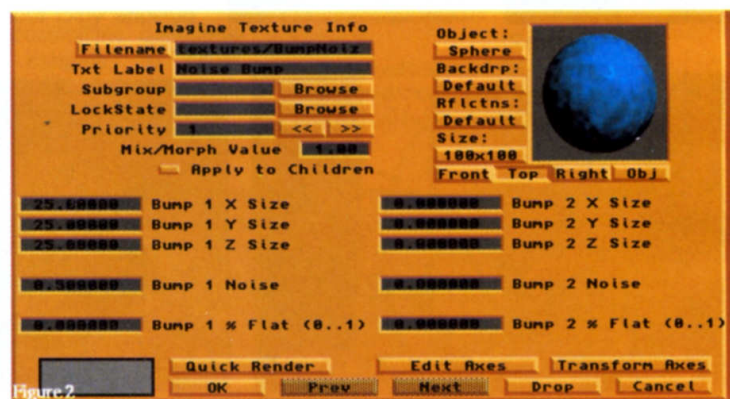 Imagine Texture Info
Filename textures/BumpNoiz
Txt Label Noise Bump
Subgroup Browse
LockState Browse
Priority 1 << >>
Mix/Morph Value 1.00
Apply to Children
Object:
Sphere
Backdrp:
Default
Rflctns:
Default
Size:
100x100
Front Top Right Obj
25.00000 Bump 1 X Size
25.00000 Bump 1 Y Size
25.00000 Bump 1 Z Size
0.500000 Bump 1 Noise
0.000000 Bump 1 % Flat (0..1)
0.000000 Bump 2 X Size
0.000000 Bump 2 Y Size
0.000000 Bump 2 Z Size
0.000000 Bump 2 Noise
0.000000 Bump 2 % Flat (0..1)
Quick Render Edit Axes Transform Axes
OK Prev Next Drop Cancel
Figure 2